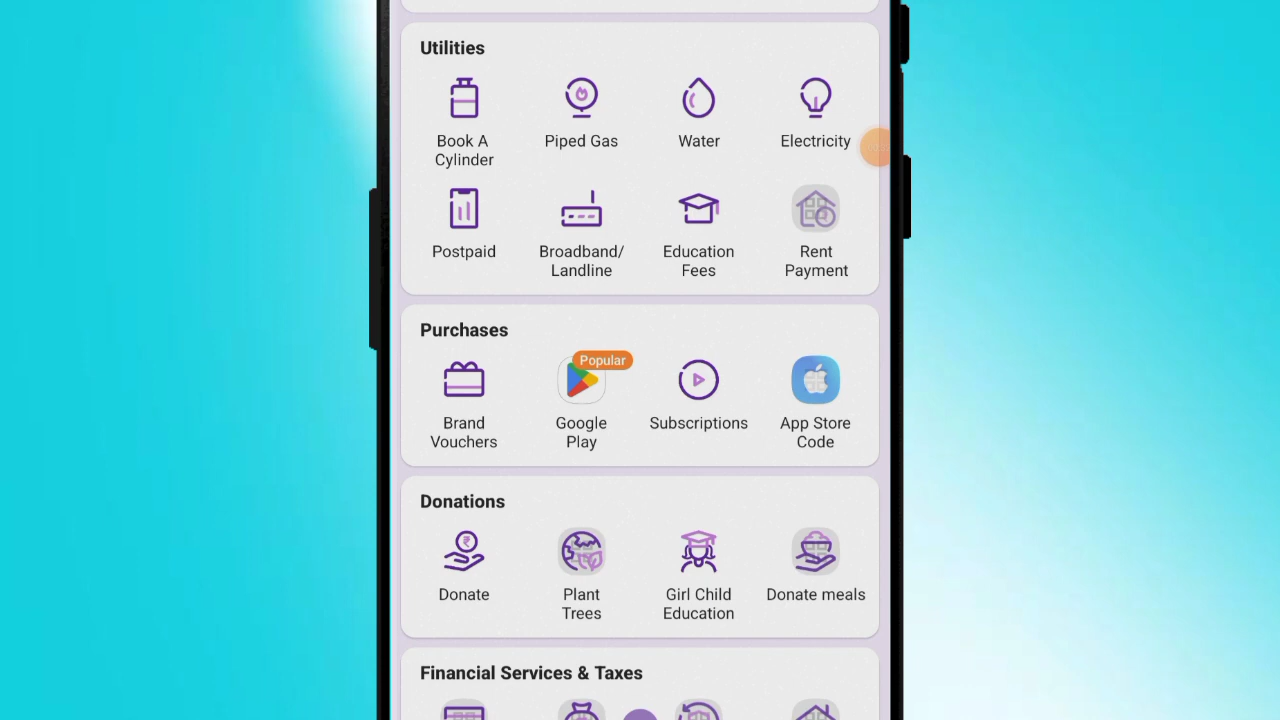 Utilities
Book A
Cylinder
Piped Gas
Water
Electricity
Postpaid
Broadband/
Landline
Education
Fees
Rent
Payment
Purchases
Popular
Brand
Vouchers
Google
Play
Subscriptions
App Store
Code
Donations
₹
Donate
Plant
Trees
Girl Child
Education
Donate meals
Financial Services & Taxes